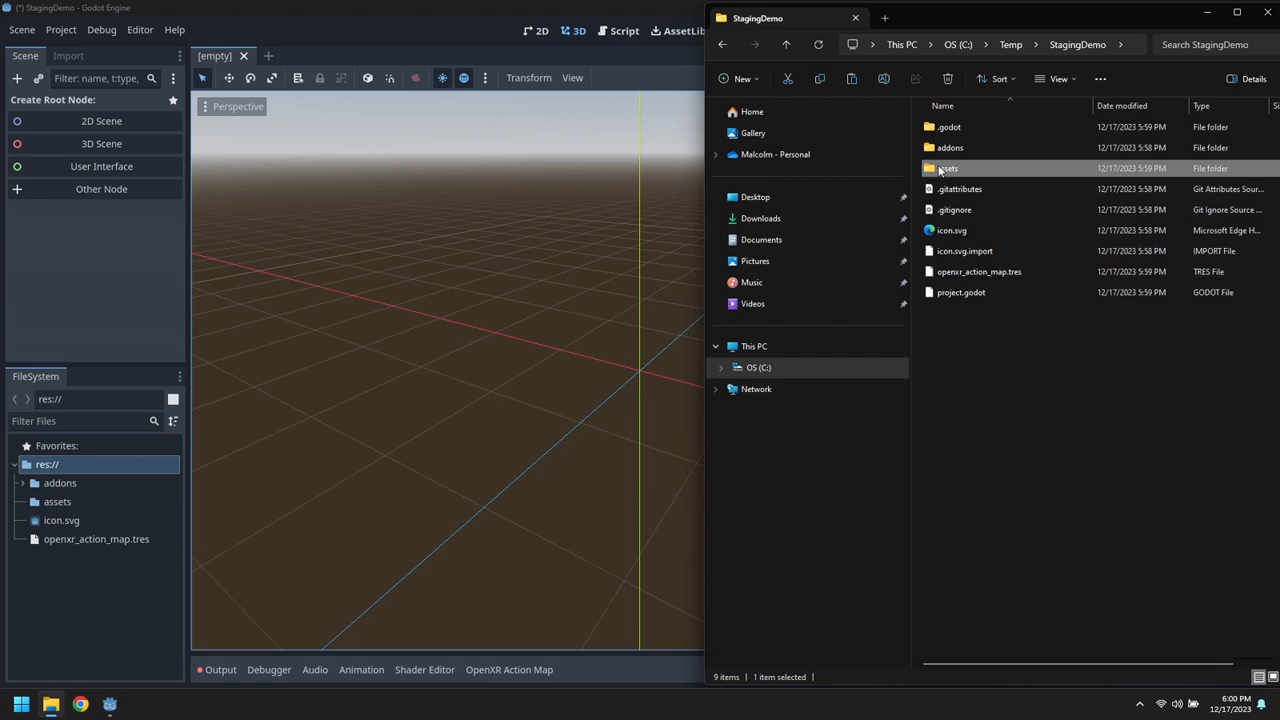 (*) StagingDemo - Godot Engine
Scene Project Debug Editor Help
2D 3D Script AssetLib
Scene Import
Filter: name, t:type,
Create Root Node:
2D Scene
3D Scene
User Interface
Other Node
FileSystem
res://
Filter Files
Favorites:
res://
addons
assets
icon.svg
openxr_action_map.tres
[empty]
Transform View
Perspective
Output Debugger Audio Animation Shader Editor OpenXR Action Map
StagingDemo
This PC OS (C:) Temp StagingDemo Search StagingDemo
New Sort View Details
Home
Gallery
Malcolm - Personal
Desktop
Downloads
Documents
Pictures
Music
Videos
This PC
OS (C:)
Network
Name Date modified Type
.godot 12/17/2023 5:59 PM File folder
addons 12/17/2023 5:58 PM File folder
assets 12/17/2023 5:59 PM File folder
.gitattributes 12/17/2023 5:58 PM Git Attributes Sour...
.gitignore 12/17/2023 5:58 PM Git Ignore Source ...
icon.svg 12/17/2023 5:58 PM Microsoft Edge H...
icon.svg.import 12/17/2023 5:58 PM IMPORT File
openxr_action_map.tres 12/17/2023 5:59 PM TRES File
project.godot 12/17/2023 5:59 PM GODOT File
9 items 1 item selected
6:00 PM
12/17/2023